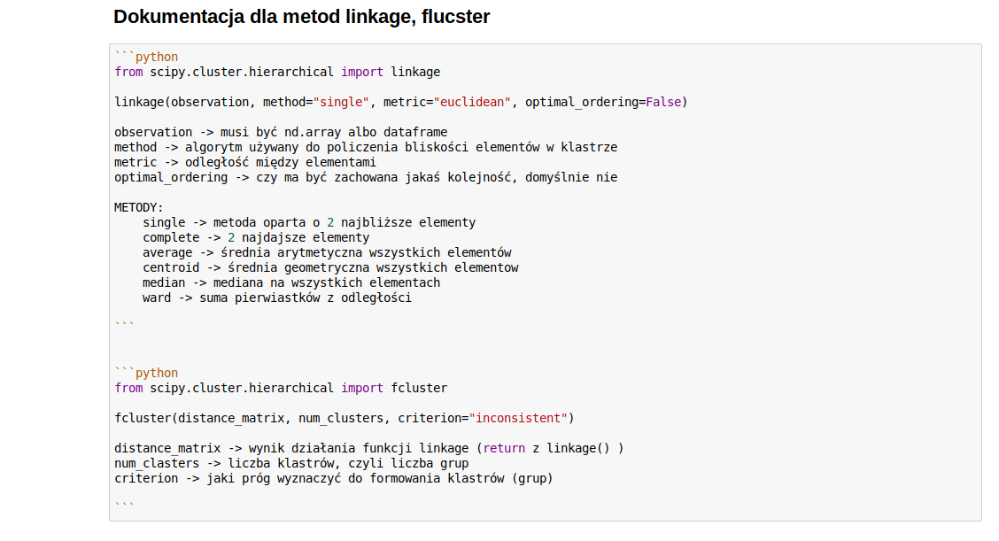 Dokumentacja dla metod linkage, flucster
```python
from scipy.cluster.hierarchical import linkage
linkage(observation, method="single", metric="euclidean", optimal_ordering=False)
observation -> musi być nd.array albo dataframe
method -> algorytm używany do policzenia bliskości elementów w klastrze
metric -> odległość między elementami
optimal_ordering -> czy ma być zachowana jakaś kolejność, domyślnie nie
METODY:
single -> metoda oparta o 2 najbliższe elementy
complete -> 2 najdajsze elementy
average -> średnia arytmetyczna wszystkich elementów
centroid -> średnia geometryczna wszystkich elementow
median -> mediana na wszystkich elementach
ward -> suma pierwiastków z odległości
```
```python
from scipy.cluster.hierarchical import fcluster
fcluster(distance_matrix, num_clusters, criterion="inconsistent")
distance_matrix -> wynik działania funkcji linkage (return z linkage() )
num_clasters -> liczba klastrów, czyli liczba grup
criterion -> jaki próg wyznaczyć do formowania klastrów (grup)
```